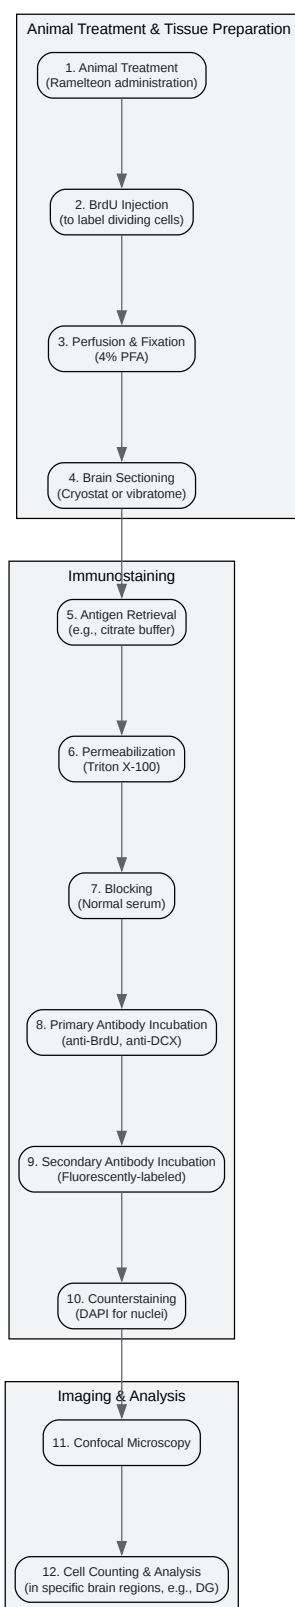 Animal Treatment & Tissue Preparation
1. Animal Treatment
(Ramelteon administration)
2. BrdU Injection
(to label dividing cells)
3. Perfusion & Fixation
(4% PFA)
4. Brain Sectioning
(Cryostat or vibratome)
Immunostaining
5. Antigen Retrieval
(e.g., citrate buffer)
6. Permeabilization
(Triton X-100)
7. Blocking
(Normal serum)
8. Primary Antibody Incubation
(anti-BrdU, anti-DCX)
9. Secondary Antibody Incubation
(Fluorescently-labeled)
10. Counterstaining
(DAPI for nuclei)
Imaging & Analysis
11. Confocal Microscopy
12. Cell Counting & Analysis
(in specific brain regions, e.g., DG)